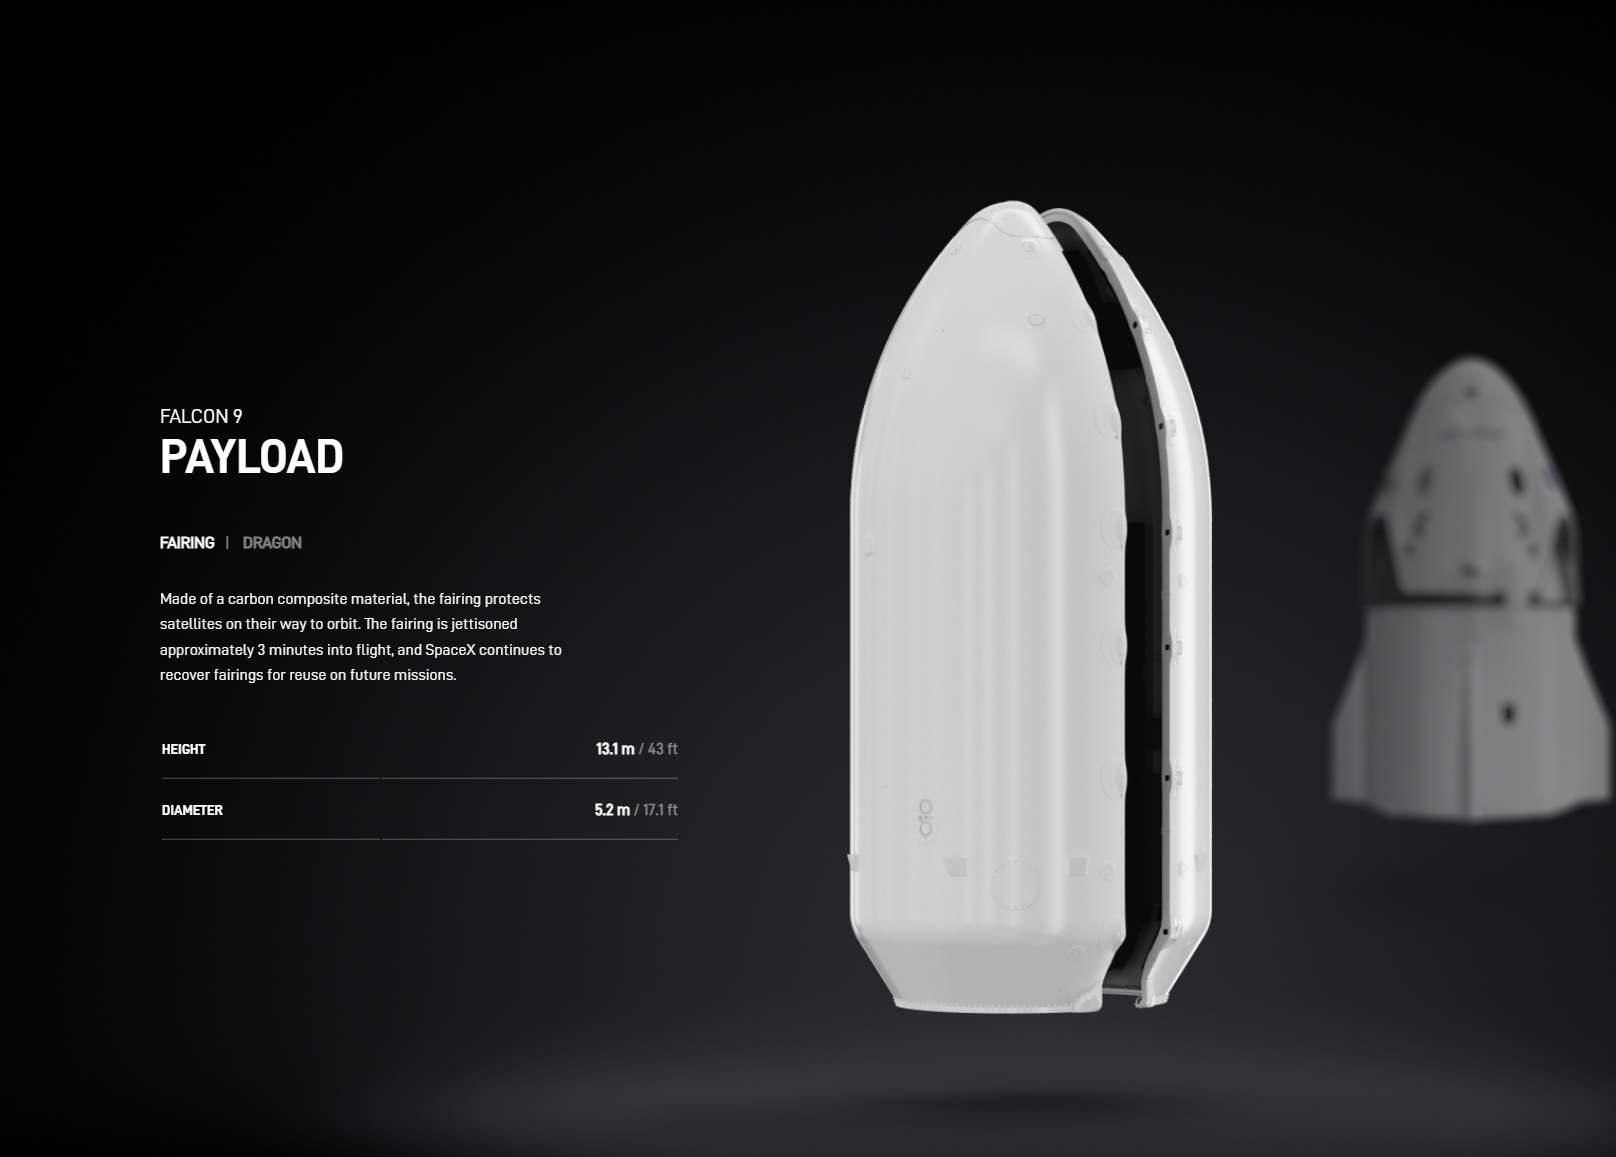 FALCON 9
PAYLOAD
FAIRING | DRAGON
Made of a carbon composite material, the fairing protects
satellites on their way to orbit. The fairing is jettisoned
approximately 3 minutes into flight, and SpaceX continues to
recover fairings for reuse on future missions.
HEIGHT 13.1 m / 43 ft
DIAMETER 5.2 m / 17.1 ft